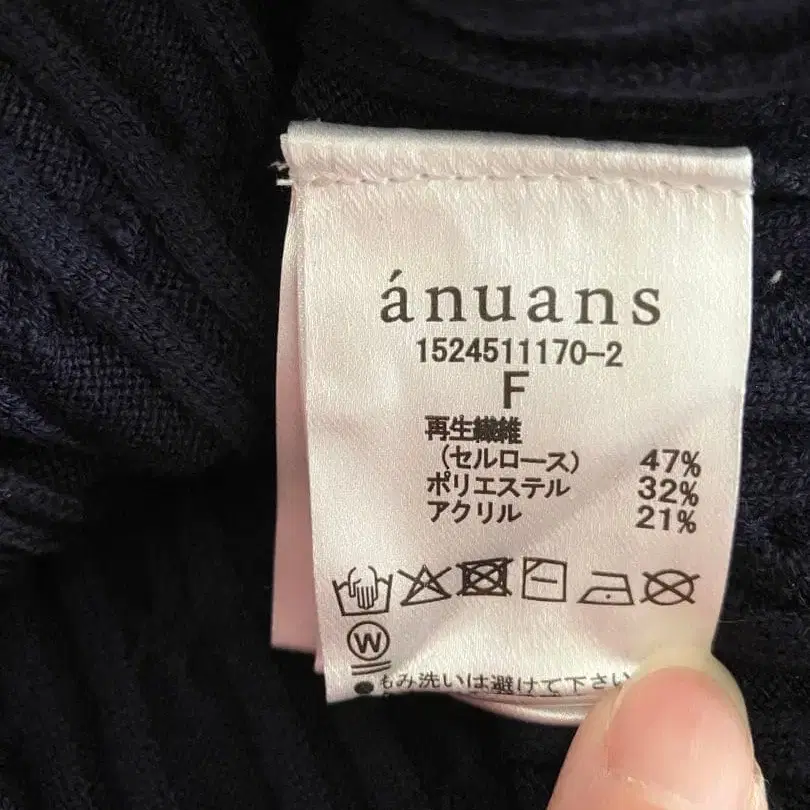 ánuans
1524511170-2
F
再生繊維
（セルロース） 47%
ポリエステル 32%
アクリル 21%
W
●もみ洗いは避けて下さい